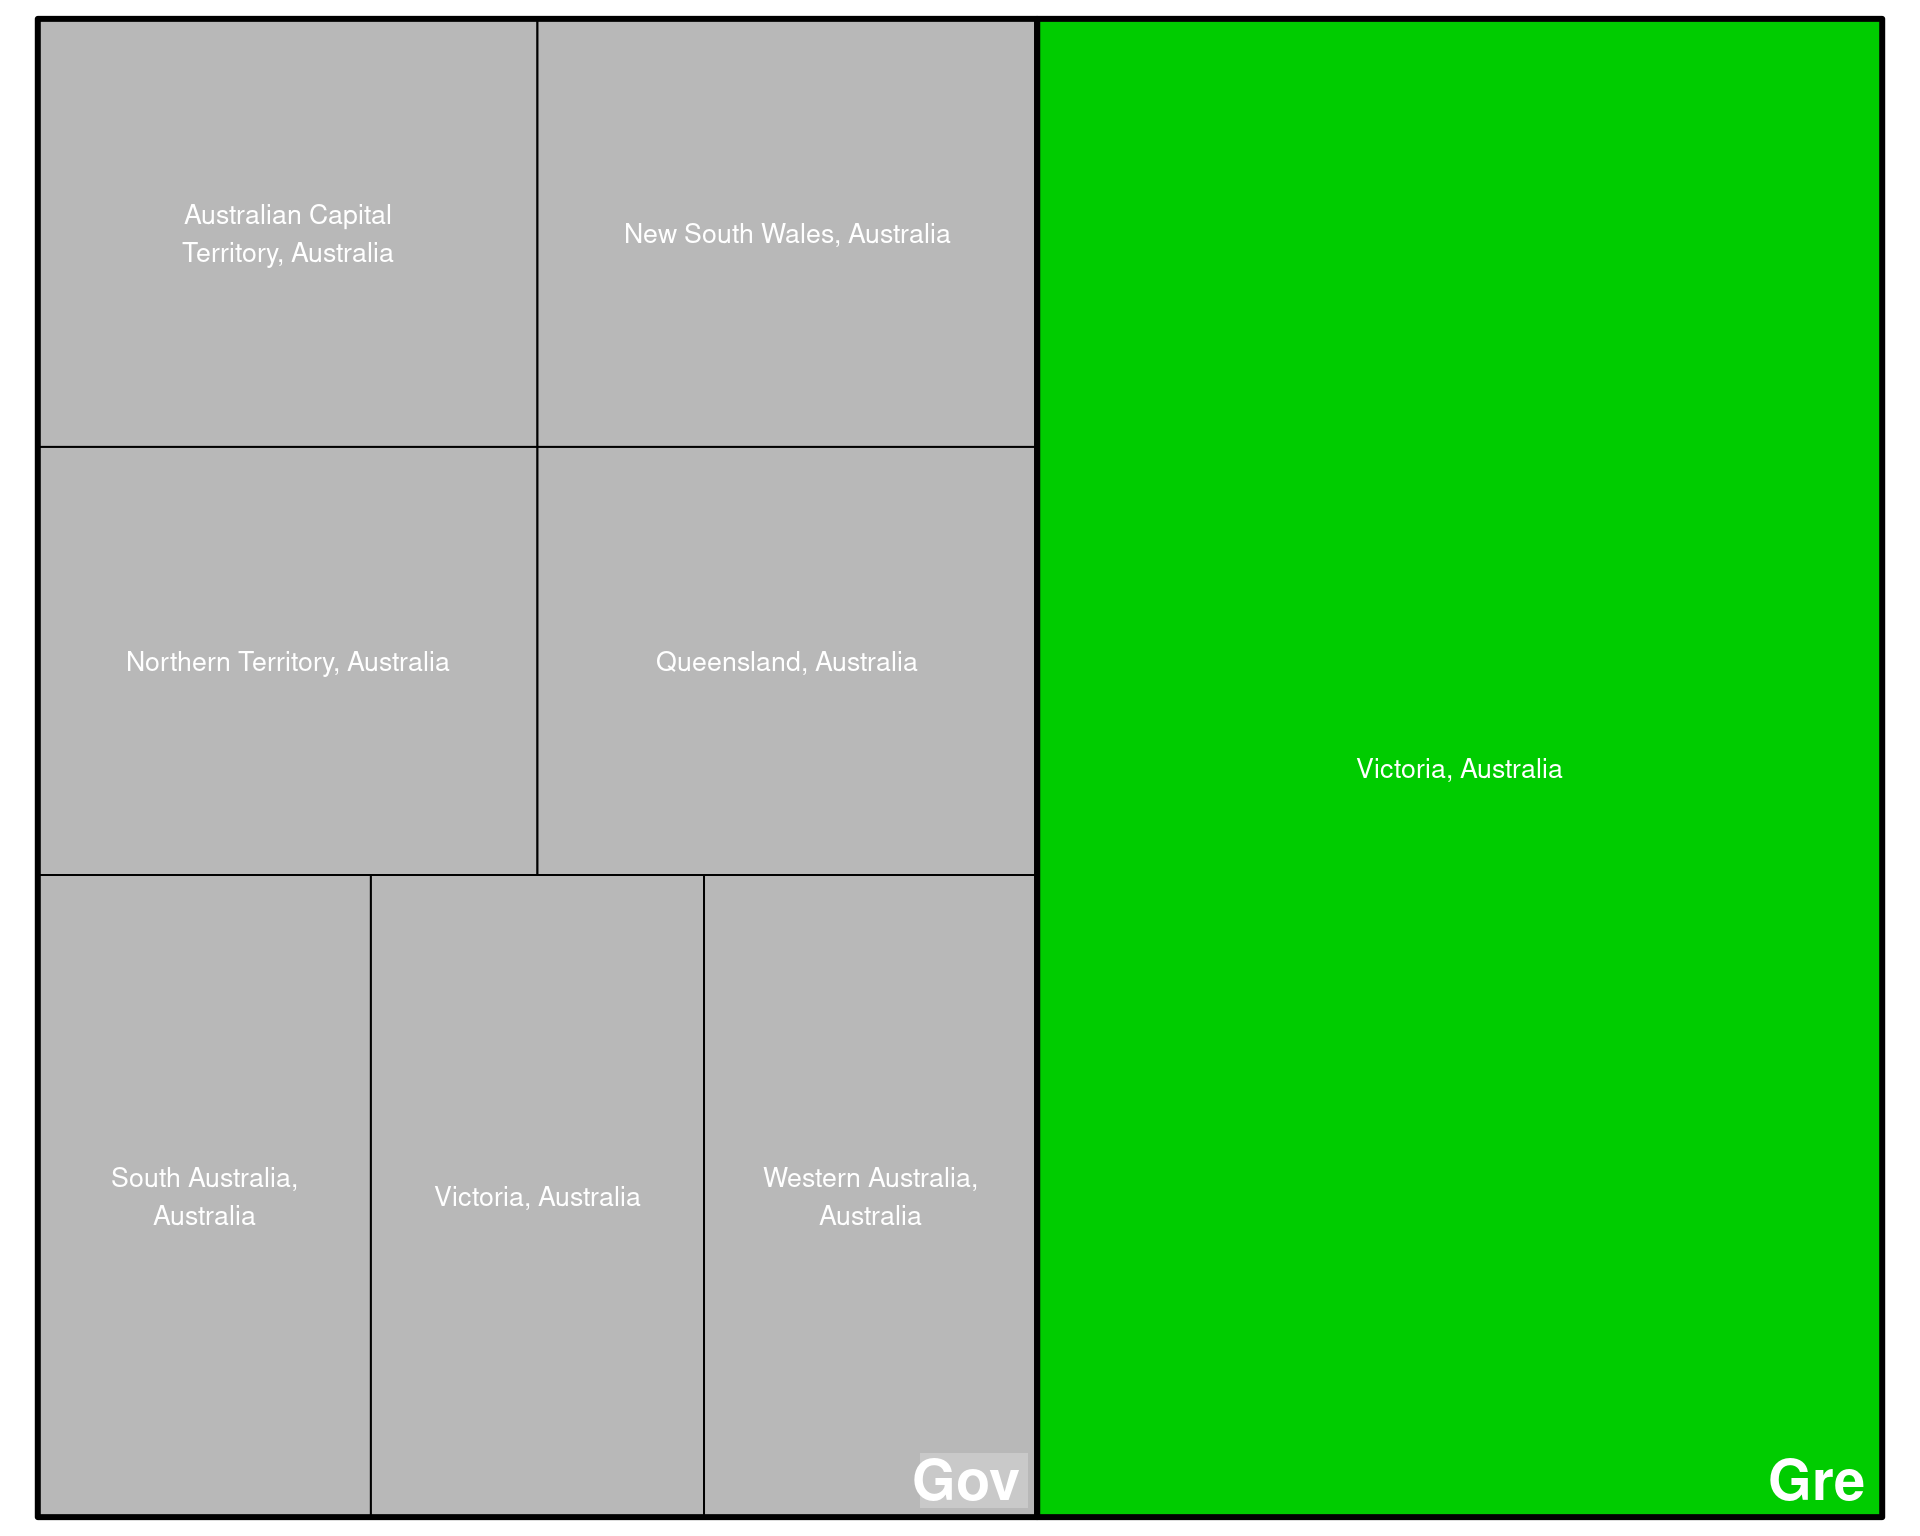 Australian Capital
Territory, Australia
New South Wales, Australia
Northern Territory, Australia
Queensland, Australia
Victoria, Australia
South Australia,
Australia
Victoria, Australia
Western Australia,
Australia
Gov
Gre